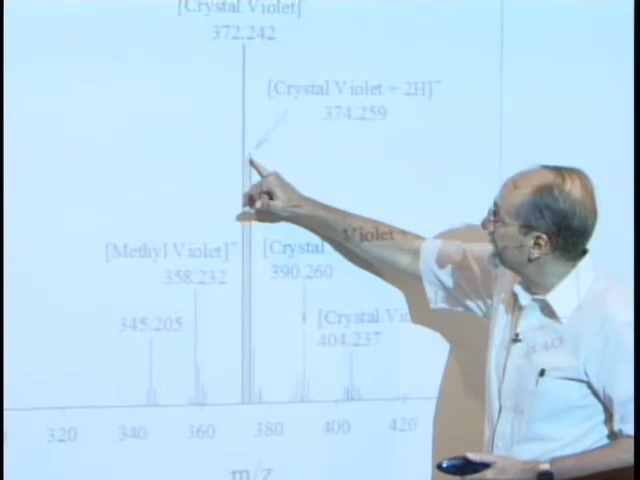 [Crystal Violet]
372.242
[Crystal Violet + 2H]
374.259
[Methyl Violet]
358.232
[Crystal Violet +
390.260
345.205
[Crystal Vio
404.237
320 340 360 380 400 420
m/z